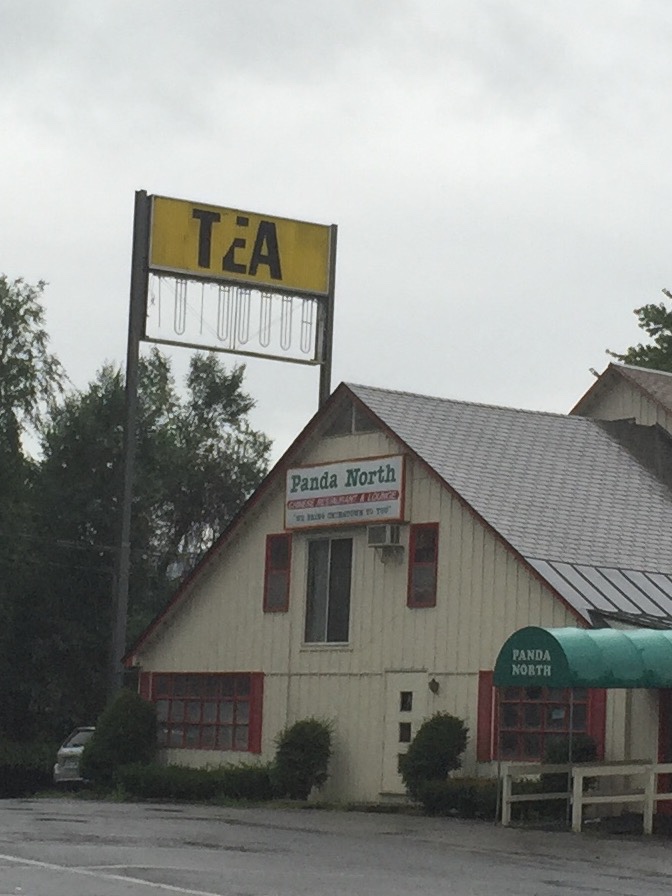 TEA
Panda North
CHINESE RESTAURANT & LOUNGE
"WE BRING CHINATOWN TO YOU"
PANDA
NORTH